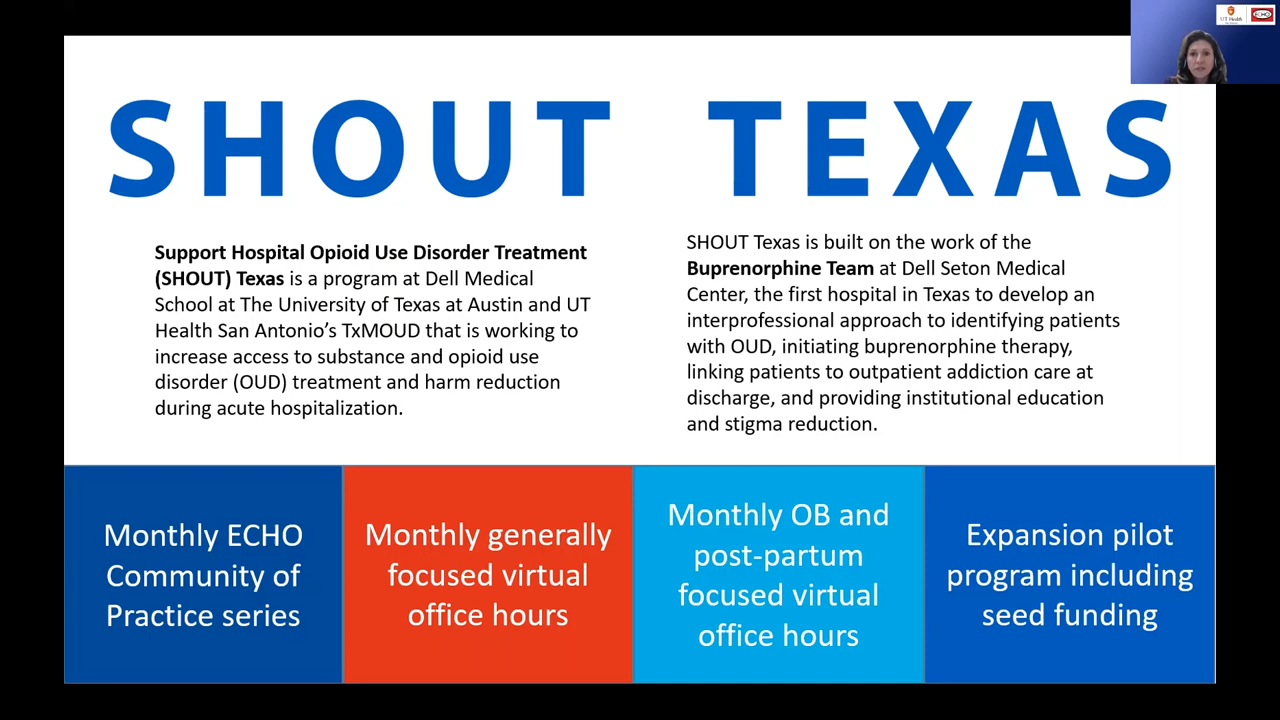 UT Health
ECHO
SHOUT TEXAS
Support Hospital Opioid Use Disorder Treatment
(SHOUT) Texas is a program at Dell Medical
School at The University of Texas at Austin and UT
Health San Antonio’s TxMOUD that is working to
increase access to substance and opioid use
disorder (OUD) treatment and harm reduction
during acute hospitalization.
SHOUT Texas is built on the work of the
Buprenorphine Team at Dell Seton Medical
Center, the first hospital in Texas to develop an
interprofessional approach to identifying patients
with OUD, initiating buprenorphine therapy,
linking patients to outpatient addiction care at
discharge, and providing institutional education
and stigma reduction.
Monthly ECHO
Community of
Practice series
Monthly generally
focused virtual
office hours
Monthly OB and
post-partum
focused virtual
office hours
Expansion pilot
program including
seed funding